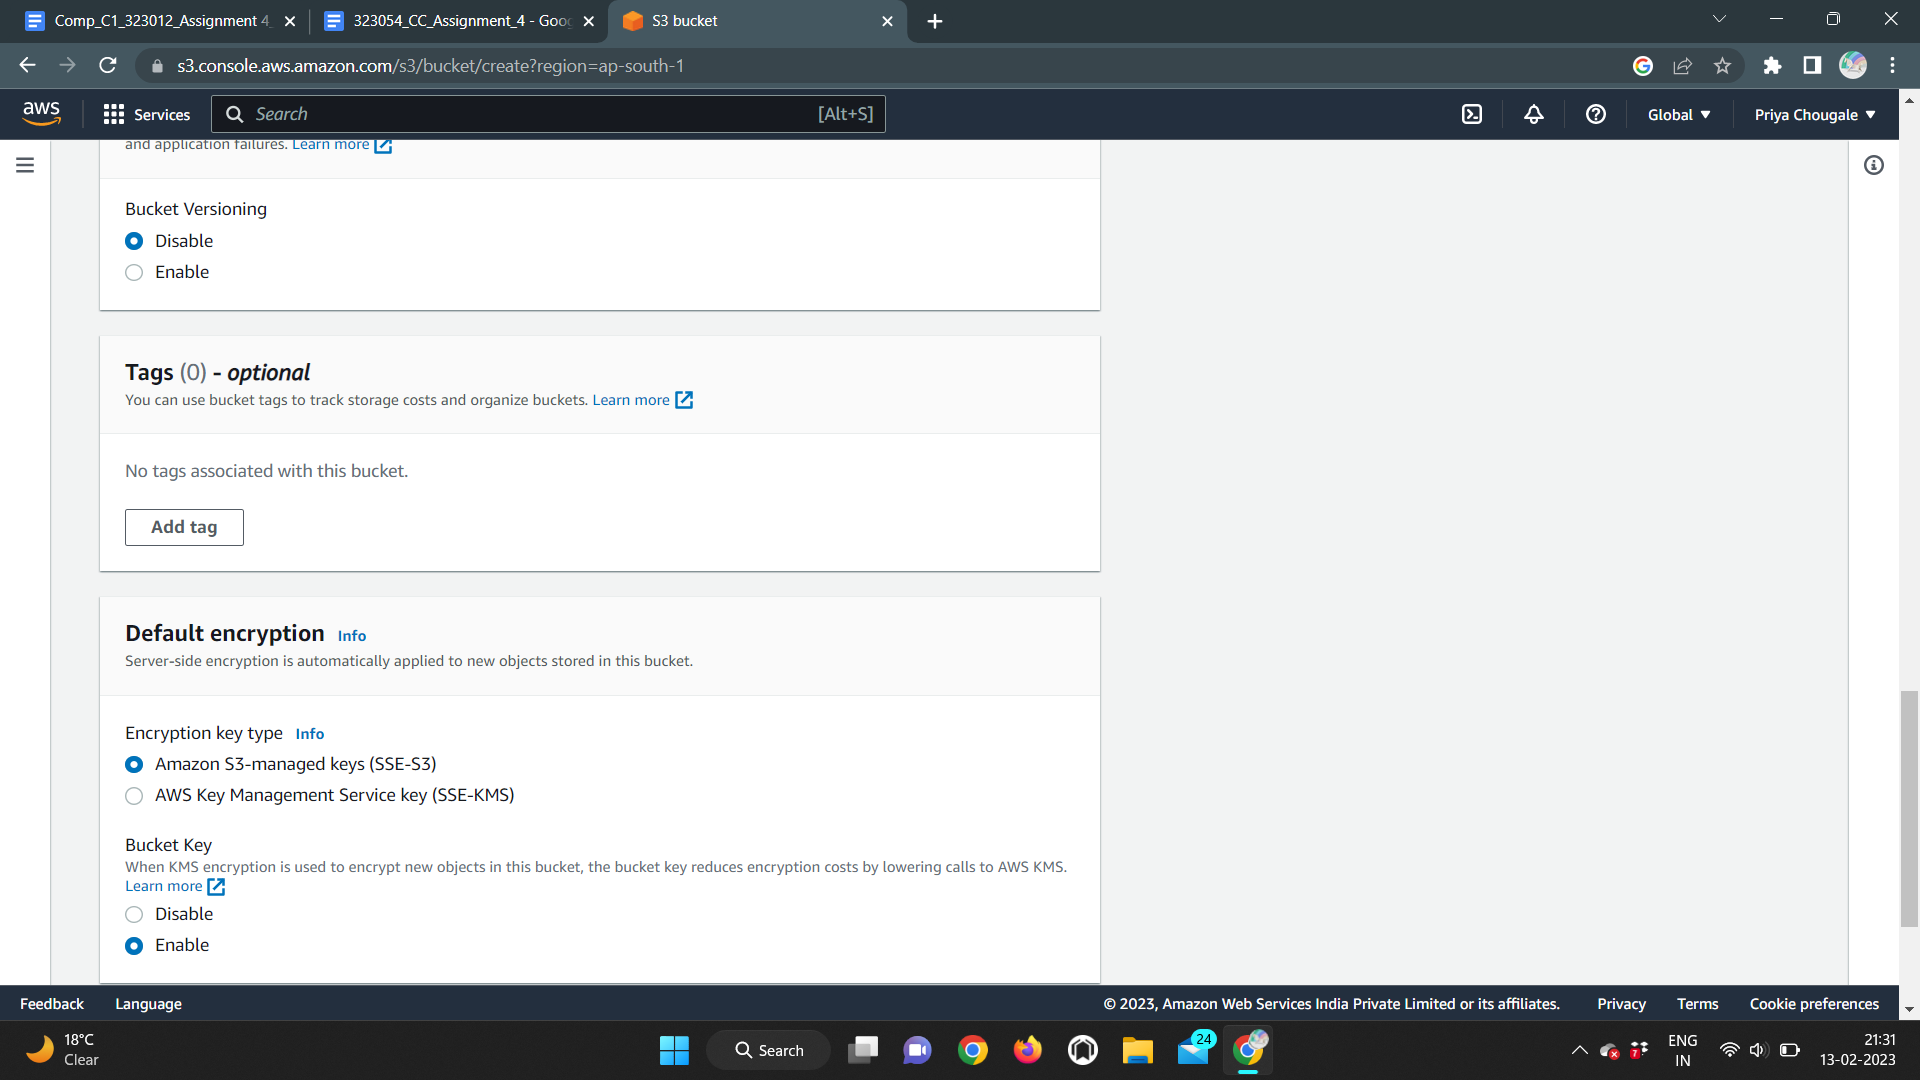 Comp_C1_323012_Assignment 4_
323054_CC_Assignment_4 - Goo
S3 bucket
s3.console.aws.amazon.com/s3/bucket/create?region=ap-south-1
aws
Services
Search
[Alt+S]
Global
Priya Chougale
and application failures. Learn more
Bucket Versioning
Disable
Enable
Tags (0) - optional
You can use bucket tags to track storage costs and organize buckets. Learn more
No tags associated with this bucket.
Add tag
Default encryption Info
Server-side encryption is automatically applied to new objects stored in this bucket.
Encryption key type Info
Amazon S3-managed keys (SSE-S3)
AWS Key Management Service key (SSE-KMS)
Bucket Key
When KMS encryption is used to encrypt new objects in this bucket, the bucket key reduces encryption costs by lowering calls to AWS KMS.
Learn more
Disable
Enable
Feedback
Language
© 2023, Amazon Web Services India Private Limited or its affiliates.
Privacy
Terms
Cookie preferences
18°C
Clear
Search
24
7
ENG
IN
21:31
13-02-2023